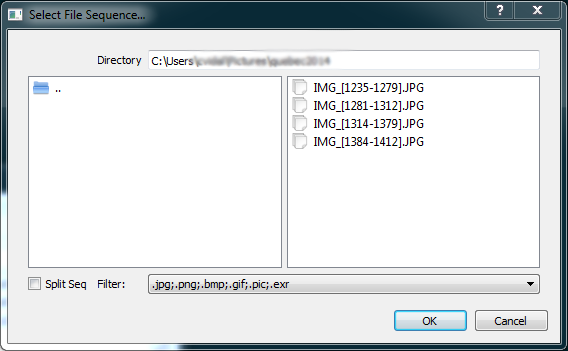 Select File Sequence...
Directory C:\Users
..
IMG_[1235-1279].JPG
IMG_[1281-1312].JPG
IMG_[1314-1379].JPG
IMG_[1384-1412].JPG
Split Seq Filter: .jpg;.png;.bmp;.gif;.pic;.exr
OK Cancel